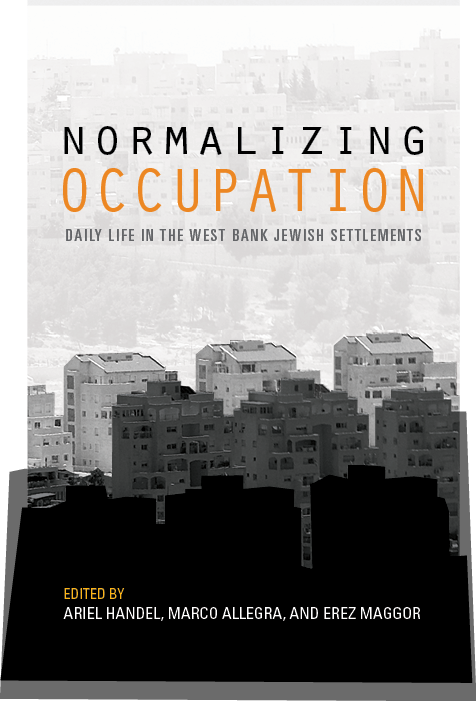 NORMALIZING
OCCUPATION
DAILY LIFE IN THE WEST BANK JEWISH SETTLEMENTS
EDITED BY
ARIEL HANDEL, MARCO ALLEGRA, AND EREZ MAGGOR